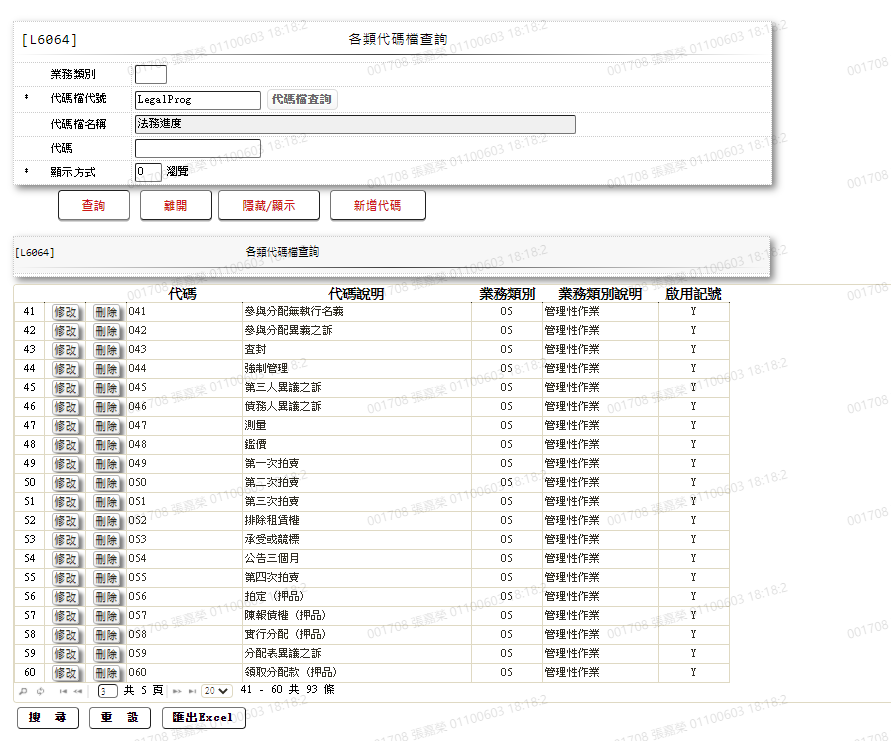 [L6064] 各類代碼檔查詢
業務類別
* 代碼檔代號 LegalProg 代碼檔查詢
代碼檔名稱 法務進度
代碼
* 顯示方式 0 瀏覽
查詢 離開 隱藏/顯示 新增代碼
[L6064] 各類代碼檔查詢
代碼 代碼說明 業務類別 業務類別說明 啟用記號
41 修改 刪除 041 參與分配無執行名義 05 管理性作業 Y
42 修改 刪除 042 參與分配異義之訴 05 管理性作業 Y
43 修改 刪除 043 查封 05 管理性作業 Y
44 修改 刪除 044 強制管理 05 管理性作業 Y
45 修改 刪除 045 第三人異議之訴 05 管理性作業 Y
46 修改 刪除 046 債務人異議之訴 05 管理性作業 Y
47 修改 刪除 047 測量 05 管理性作業 Y
48 修改 刪除 048 鑑價 05 管理性作業 Y
49 修改 刪除 049 第一次拍賣 05 管理性作業 Y
50 修改 刪除 050 第二次拍賣 05 管理性作業 Y
51 修改 刪除 051 第三次拍賣 05 管理性作業 Y
52 修改 刪除 052 排除租賃權 05 管理性作業 Y
53 修改 刪除 053 承受或競標 05 管理性作業 Y
54 修改 刪除 054 公告三個月 05 管理性作業 Y
55 修改 刪除 055 第四次拍賣 05 管理性作業 Y
56 修改 刪除 056 拍定（押品） 05 管理性作業 Y
57 修改 刪除 057 陳報債權（押品） 05 管理性作業 Y
58 修改 刪除 058 實行分配（押品） 05 管理性作業 Y
59 修改 刪除 059 分配表異議之訴 05 管理性作業 Y
60 修改 刪除 060 領取分配款（押品） 05 管理性作業 Y
3 共 5 頁 20 41 - 60 共 93 條
搜 尋 重 設 匯出Excel
001708 張嘉榮 01100603 18:18:2